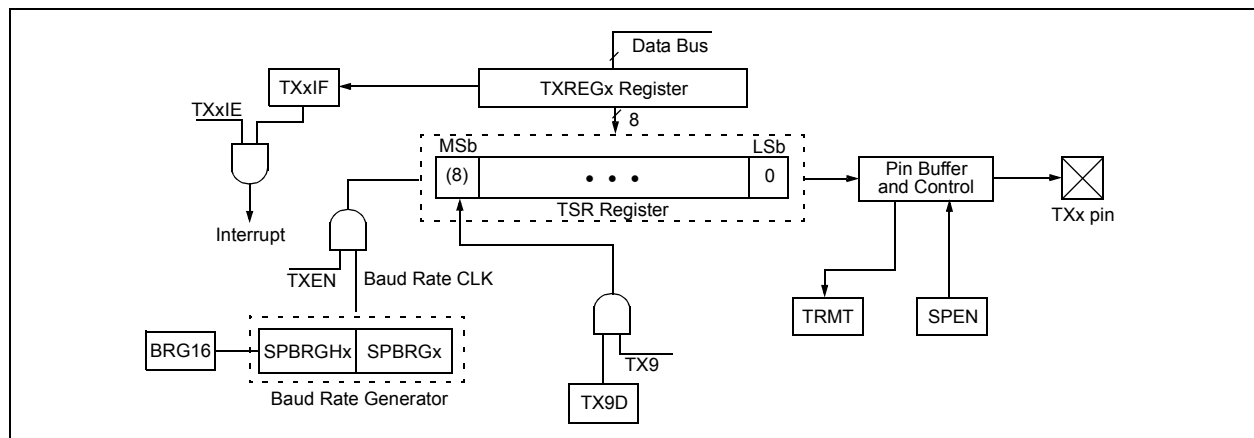 Data Bus
TXxIF
TXREGx Register
TXxIE
8
MSb
LSb
(8)
• • •
0
Pin Buffer
and Control
TSR Register
TXx pin
Interrupt
TXEN
Baud Rate CLK
TRMT
SPEN
BRG16
SPBRGHx
SPBRGx
TX9
Baud Rate Generator
TX9D